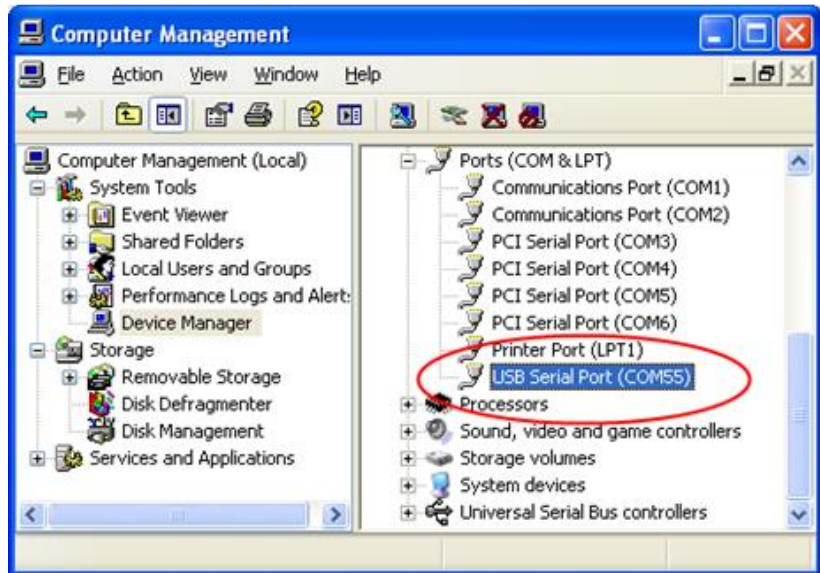 Computer Management
File Action View Window Help
Computer Management (Local)
System Tools
Event Viewer
Shared Folders
Local Users and Groups
Performance Logs and Alert
Device Manager
Storage
Removable Storage
Disk Defragmenter
Disk Management
Services and Applications
Ports (COM & LPT)
Communications Port (COM1)
Communications Port (COM2)
PCI Serial Port (COM3)
PCI Serial Port (COM4)
PCI Serial Port (COM5)
PCI Serial Port (COM6)
Printer Port (LPT1)
USB Serial Port (COM55)
Processors
Sound, video and game controllers
Storage volumes
System devices
Universal Serial Bus controllers